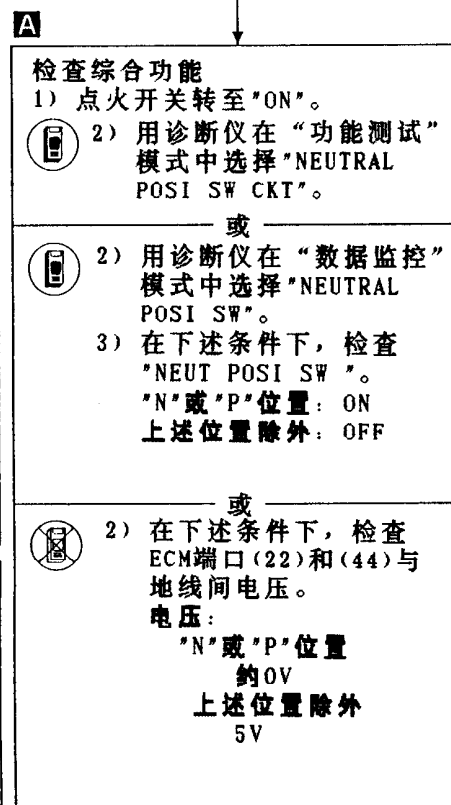 A
检查综合功能
1) 点火开关转至"ON"。
2) 用诊断仪在“功能测试”
模式中选择"NEUTRAL
POSI SW CKT"。
或
2) 用诊断仪在“数据监控”
模式中选择"NEUTRAL
POSI SW"。
3) 在下述条件下，检查
"NEUT POSI SW "。
"N"或"P"位置: ON
上述位置除外: OFF
或
2) 在下述条件下，检查
ECM端口(22)和(44)与
地线间电压。
电压:
"N"或"P"位置
约0V
上述位置除外
5V